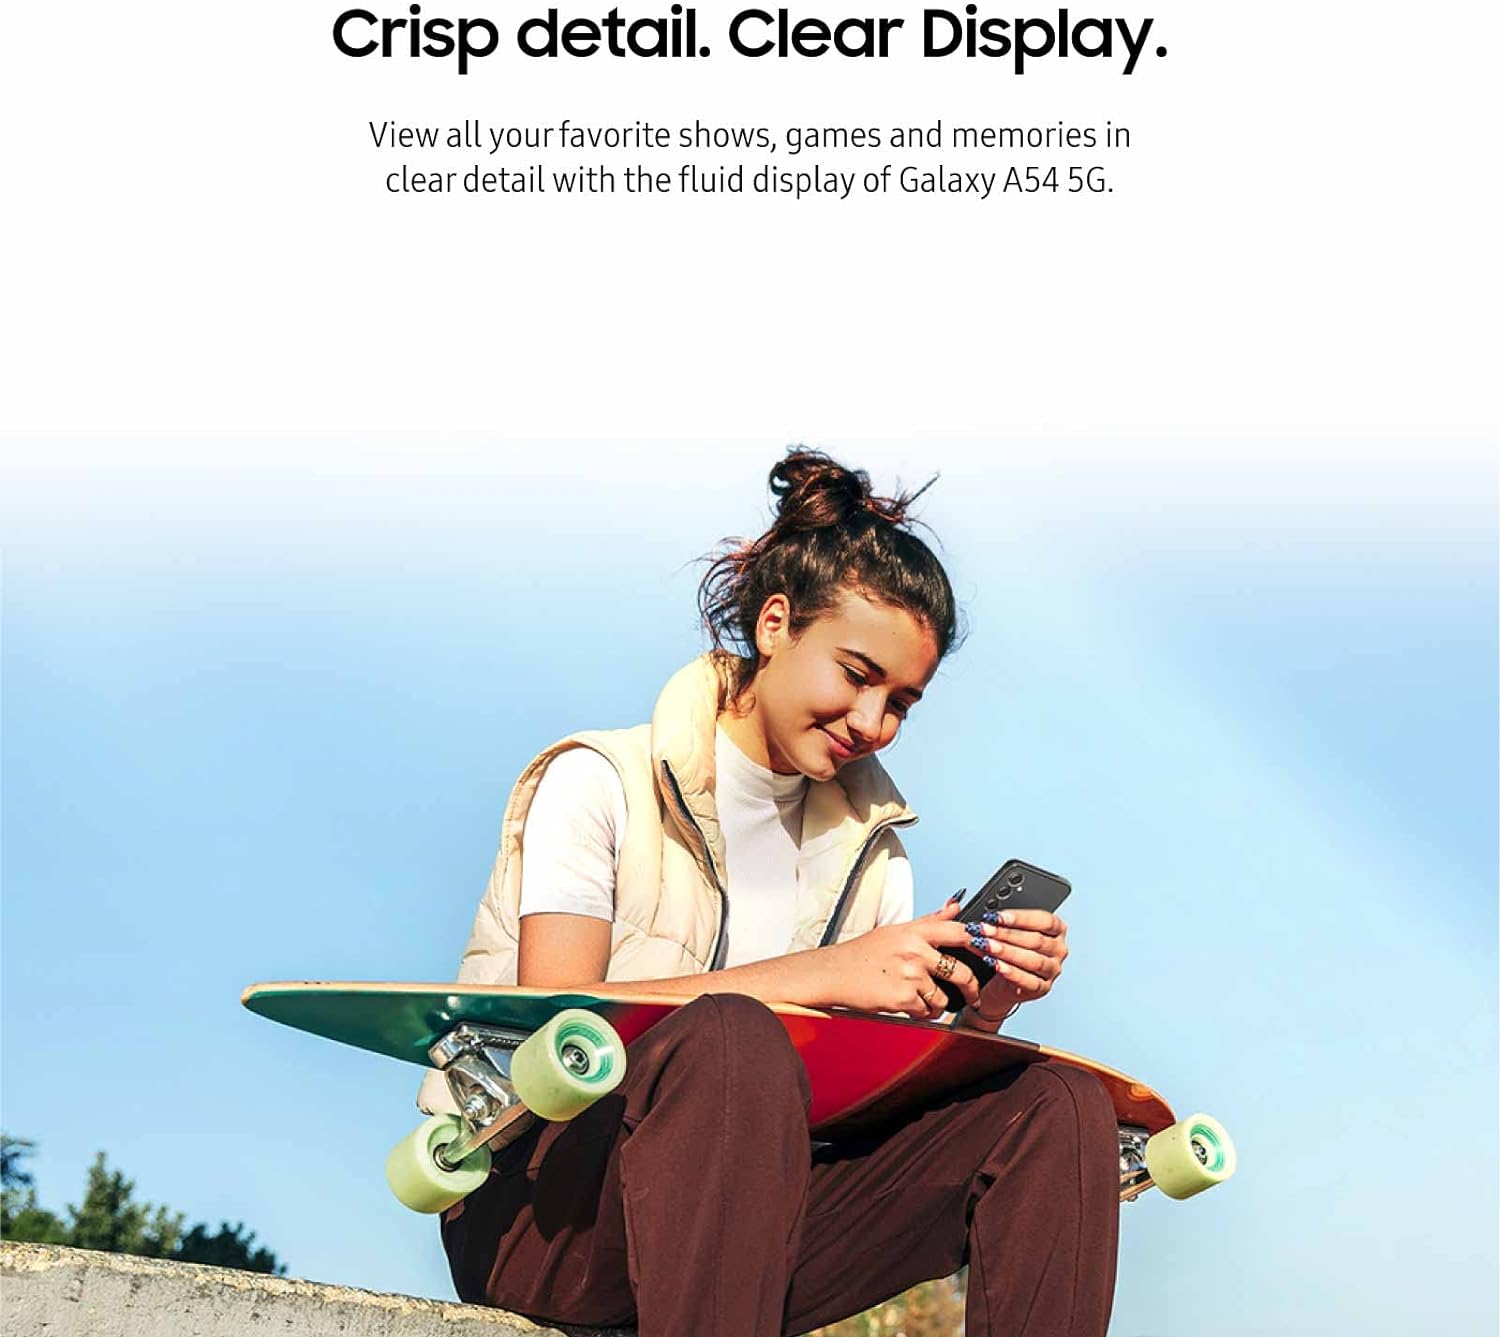 Crisp detail. Clear Display.
View all your favorite shows, games and memories in
clear detail with the fluid display of Galaxy A54 5G.